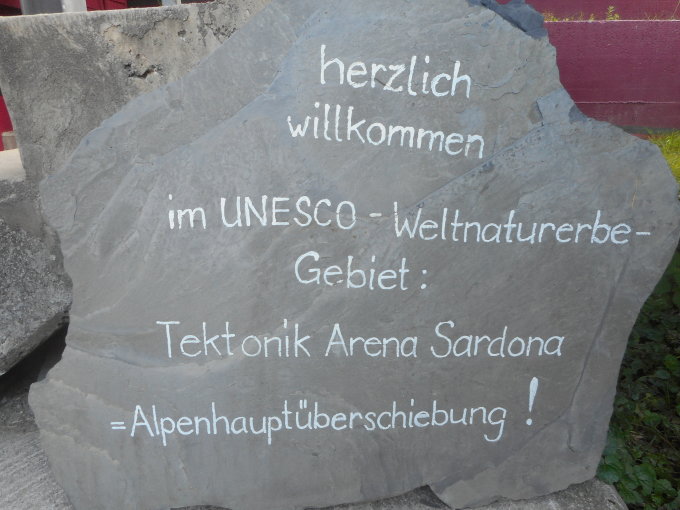 herzlich
willkommen
im UNESCO - Weltnaturerbe-
Gebiet :
Tektonik Arena Sardona
= Alpenhauptüberschiebung !